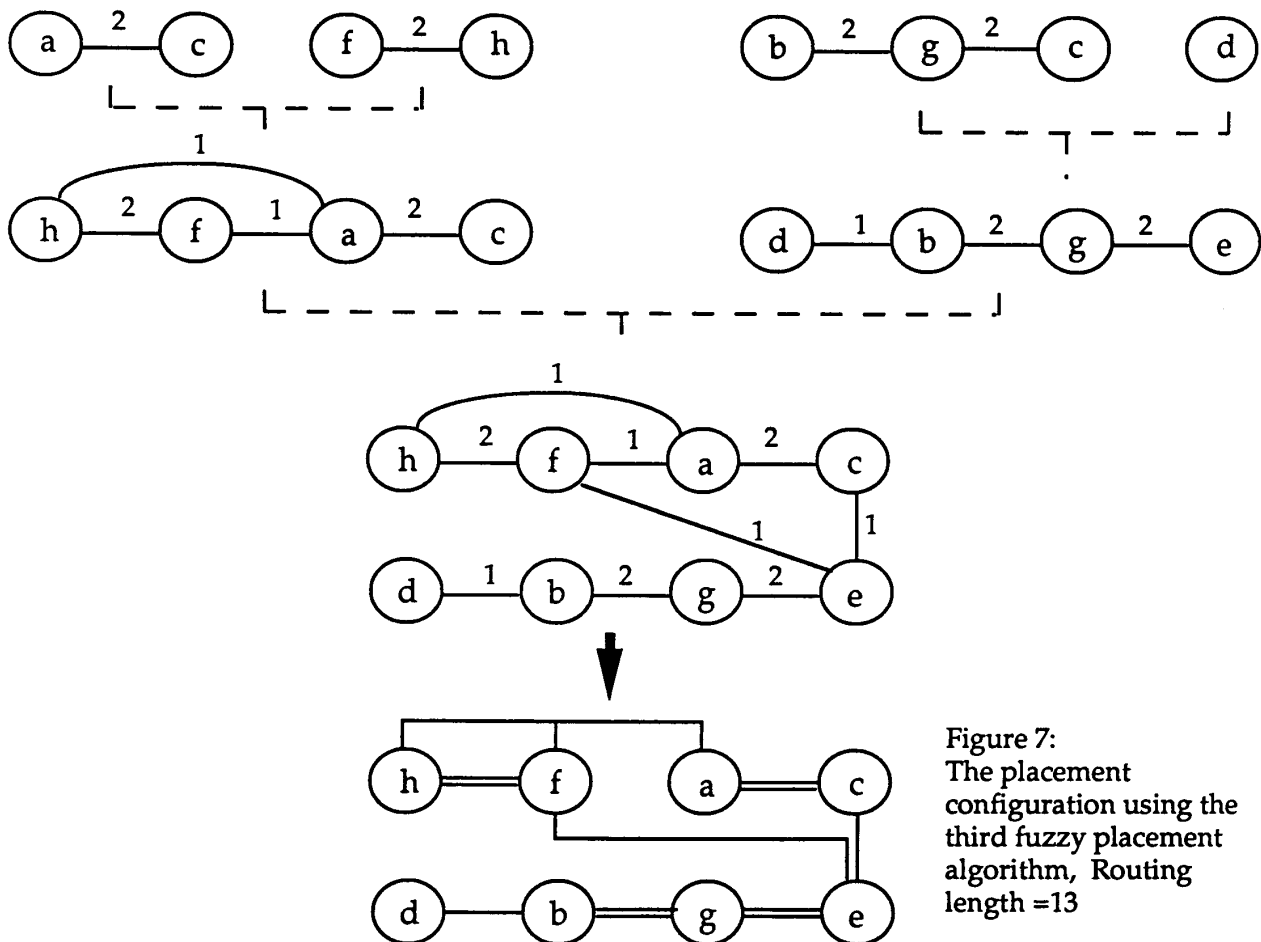 2 2 2 2
a c f h b g c d
1
2 1 2 1 2 2
h f a c d b g e
1
2 1 2
h f a c
1 1
1 2 2
d b g e
h f a c
d b g e
Figure 7:
The placement
configuration using the
third fuzzy placement
algorithm, Routing
length =13